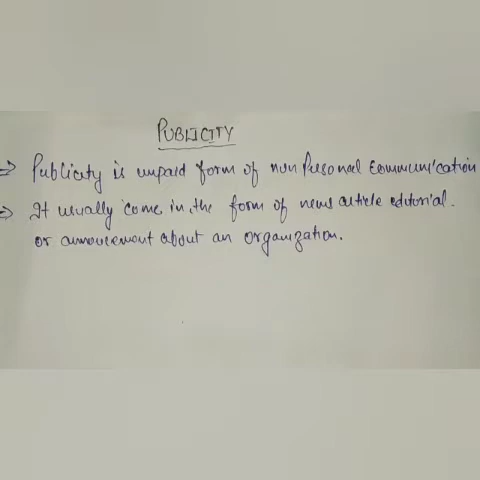 PUBLICITY
⇒ Publicity is unpaid form of non Personal Communication
⇒ It usually come in the form of news article editorial.
or announcement about an organization.